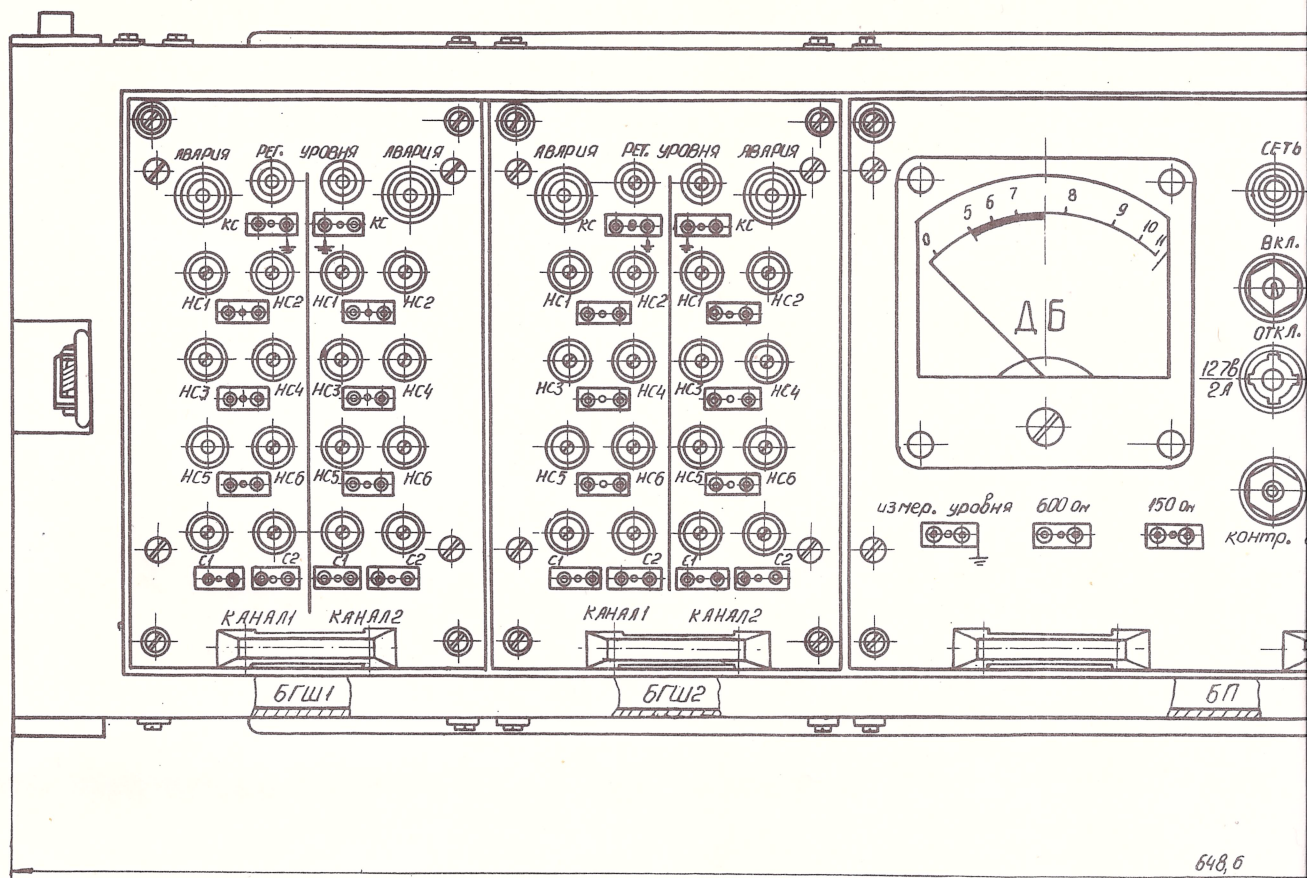 АВАРИЯ РЕГ. УРОВНЯ АВАРИЯ
КС КС
НС1 НС2 НС1 НС2
НС3 НС4 НС3 НС4
НС5 НС6 НС5 НС6
С1 С2 С1 С2
КАНАЛ1 КАНАЛ2
БГШ1
АВАРИЯ РЕГ. УРОВНЯ АВАРИЯ
КС КС
НС1 НС2 НС1 НС2
НС3 НС4 НС3 НС4
НС5 НС6 НС5 НС6
С1 С2 С1 С2
КАНАЛ1 КАНАЛ2
БГШ2
0 5 6 7 8 9 10 11
ДБ
СЕТЬ
ВКЛ.
ОТКЛ.
127В
2А
измер. уровня 600 Ом 150 Ом
контр.
БП
648,6